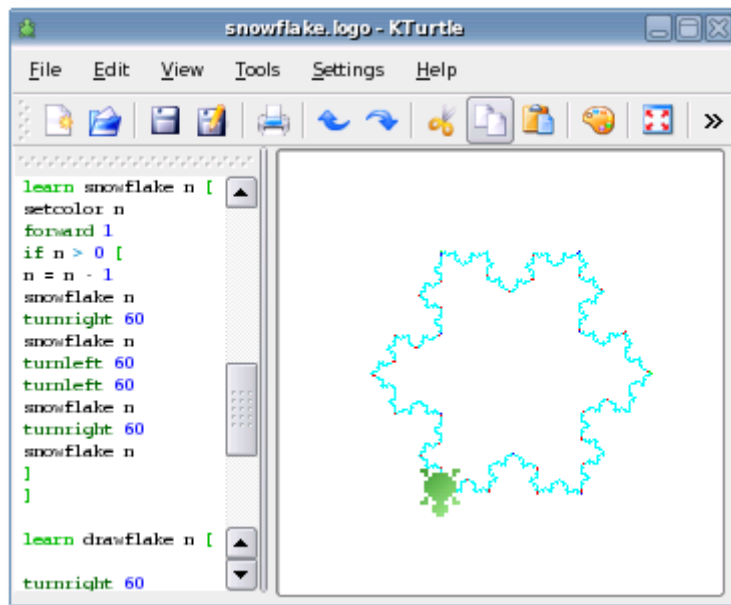 snowflake.logo - KTurtle
File Edit View Tools Settings Help
learn snowflake n [
setcolor n
forward 1
if n > 0 [
n = n - 1
snowflake n
turnright 60
snowflake n
turnleft 60
turnleft 60
snowflake n
turnright 60
snowflake n
]
]
learn drawflake n [
turnright 60